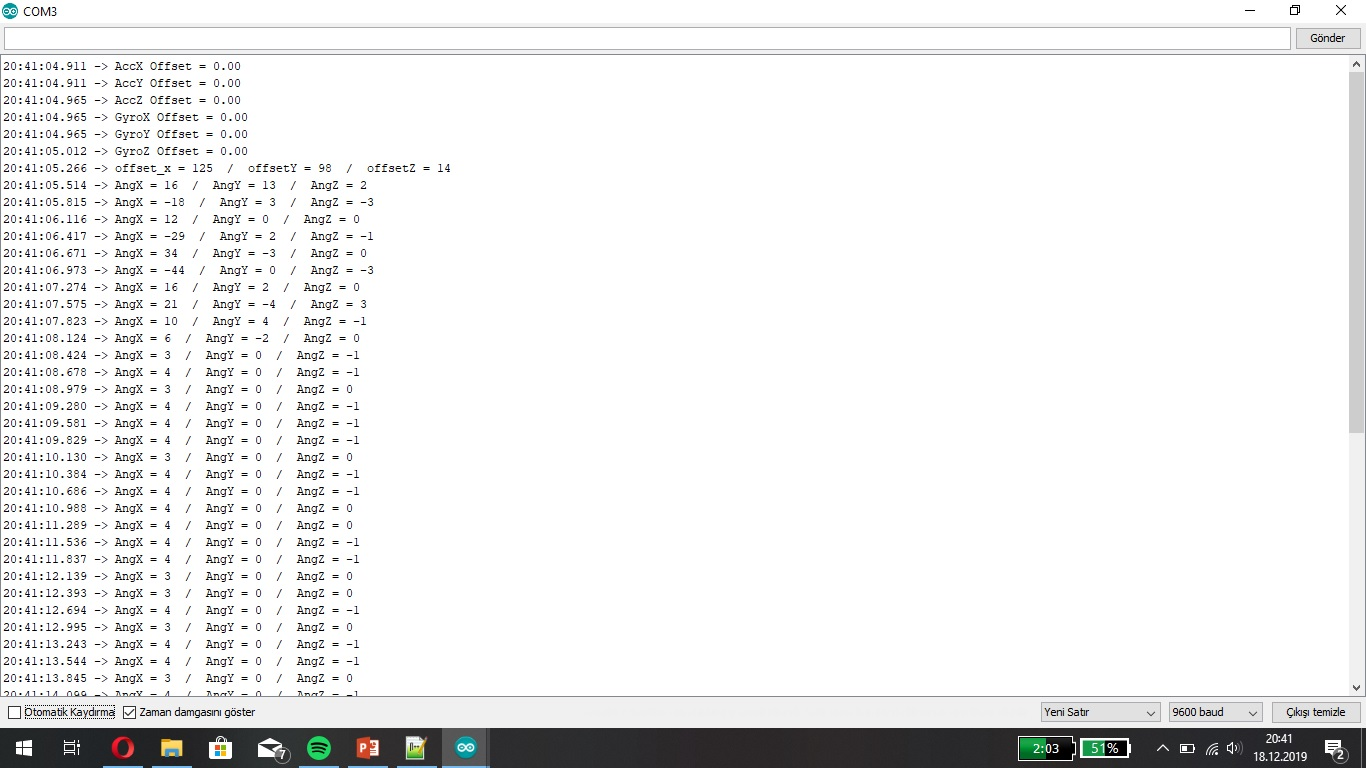 COM3
Gönder
20:41:04.911 -> AccX Offset = 0.00
20:41:04.911 -> AccY Offset = 0.00
20:41:04.965 -> AccZ Offset = 0.00
20:41:04.965 -> GyroX Offset = 0.00
20:41:04.965 -> GyroY Offset = 0.00
20:41:05.012 -> GyroZ Offset = 0.00
20:41:05.266 -> offset_x = 125  /  offsetY = 98  /  offsetZ = 14
20:41:05.514 -> AngX = 16  /  AngY = 13  /  AngZ = 2
20:41:05.815 -> AngX = -18  /  AngY = 3  /  AngZ = -3
20:41:06.116 -> AngX = 12  /  AngY = 0  /  AngZ = 0
20:41:06.417 -> AngX = -29  /  AngY = 2  /  AngZ = -1
20:41:06.671 -> AngX = 34  /  AngY = -3  /  AngZ = 0
20:41:06.973 -> AngX = -44  /  AngY = 0  /  AngZ = -3
20:41:07.274 -> AngX = 16  /  AngY = 2  /  AngZ = 0
20:41:07.575 -> AngX = 21  /  AngY = -4  /  AngZ = 3
20:41:07.823 -> AngX = 10  /  AngY = 4  /  AngZ = -1
20:41:08.124 -> AngX = 6  /  AngY = -2  /  AngZ = 0
20:41:08.424 -> AngX = 3  /  AngY = 0  /  AngZ = -1
20:41:08.678 -> AngX = 4  /  AngY = 0  /  AngZ = -1
20:41:08.979 -> AngX = 3  /  AngY = 0  /  AngZ = 0
20:41:09.280 -> AngX = 4  /  AngY = 0  /  AngZ = -1
20:41:09.581 -> AngX = 4  /  AngY = 0  /  AngZ = -1
20:41:09.829 -> AngX = 4  /  AngY = 0  /  AngZ = -1
20:41:10.130 -> AngX = 3  /  AngY = 0  /  AngZ = 0
20:41:10.384 -> AngX = 4  /  AngY = 0  /  AngZ = -1
20:41:10.686 -> AngX = 4  /  AngY = 0  /  AngZ = -1
20:41:10.988 -> AngX = 4  /  AngY = 0  /  AngZ = 0
20:41:11.289 -> AngX = 4  /  AngY = 0  /  AngZ = 0
20:41:11.536 -> AngX = 4  /  AngY = 0  /  AngZ = -1
20:41:11.837 -> AngX = 4  /  AngY = 0  /  AngZ = -1
20:41:12.139 -> AngX = 3  /  AngY = 0  /  AngZ = 0
20:41:12.393 -> AngX = 3  /  AngY = 0  /  AngZ = 0
20:41:12.694 -> AngX = 4  /  AngY = 0  /  AngZ = -1
20:41:12.995 -> AngX = 3  /  AngY = 0  /  AngZ = 0
20:41:13.243 -> AngX = 4  /  AngY = 0  /  AngZ = -1
20:41:13.544 -> AngX = 4  /  AngY = 0  /  AngZ = -1
20:41:13.845 -> AngX = 3  /  AngY = 0  /  AngZ = 0
20:41:14.099 -> AngX = 4  /  AngY = 0  /  AngZ = -1
Otomatik Kaydırma Zaman damgasını göster Yeni Satır 9600 baud Çıkışı temizle
7 2:03 51% 20:41
18.12.2019 2